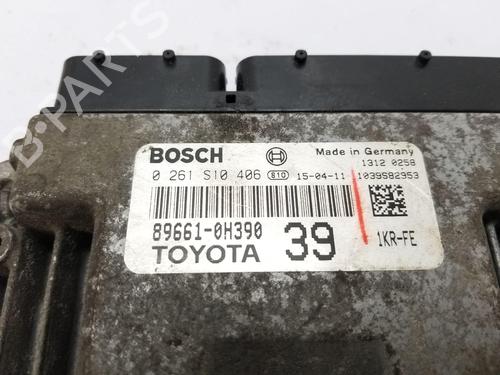 B-PARTS
BOSCH
Made in Germany
1312 0258
0 261 S10 406 810 15-04-11 1039S82953
89661-0H390
TOYOTA 39 1KR-FE